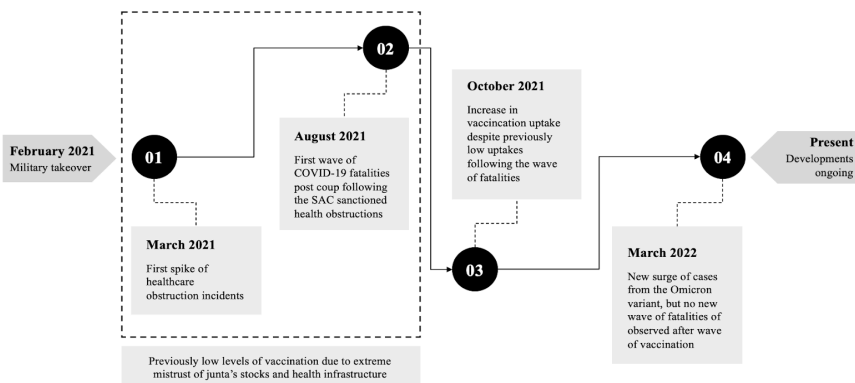 February 2021
Military takeover
01
March 2021
First spike of
healthcare
obstruction incidents
02
August 2021
First wave of
COVID-19 fatalities
post coup following
the SAC sanctioned
health obstructions
Previously low levels of vaccination due to extreme
mistrust of junta's stocks and health infrastructure
October 2021
Increase in
vacccination uptake
despite previously
low uptakes
following the wave
of fatalities
03
04
March 2022
New surge of cases
from the Omicron
variant, but no new
wave of fatalities of
observed after wave
of vaccination
Present
Developments
ongoing